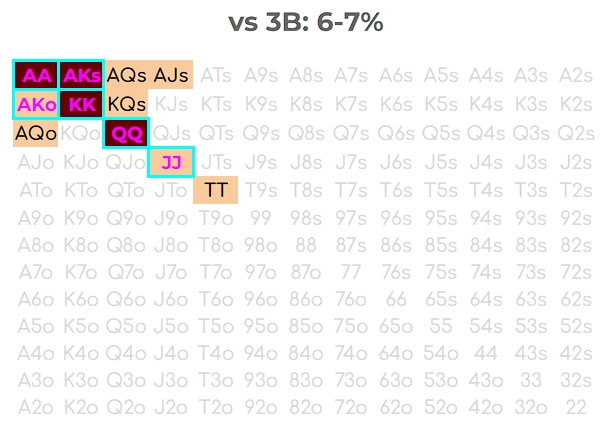 vs 3B: 6-7%
AA AKs AQs AJs ATs A9s A8s A7s A6s A5s A4s A3s A2s
AKo KK KQs KJs KTs K9s K8s K7s K6s K5s K4s K3s K2s
AQo KQo QQ QJs QTs Q9s Q8s Q7s Q6s Q5s Q4s Q3s Q2s
AJo KJo QJo JJ JTs J9s J8s J7s J6s J5s J4s J3s J2s
ATo KTo QTo JTo TT T9s T8s T7s T6s T5s T4s T3s T2s
A9o K9o Q9o J9o T9o 99 98s 97s 96s 95s 94s 93s 92s
A8o K8o Q8o J8o T8o 98o 88 87s 86s 85s 84s 83s 82s
A7o K7o Q7o J7o T7o 97o 87o 77 76s 75s 74s 73s 72s
A6o K6o Q6o J6o T6o 96o 86o 76o 66 65s 64s 63s 62s
A5o K5o Q5o J5o T5o 95o 85o 75o 65o 55 54s 53s 52s
A4o K4o Q4o J4o T4o 94o 84o 74o 64o 54o 44 43s 42s
A3o K3o Q3o J3o T3o 93o 83o 73o 63o 53o 43o 33 32s
A2o K2o Q2o J2o T2o 92o 82o 72o 62o 52o 42o 32o 22